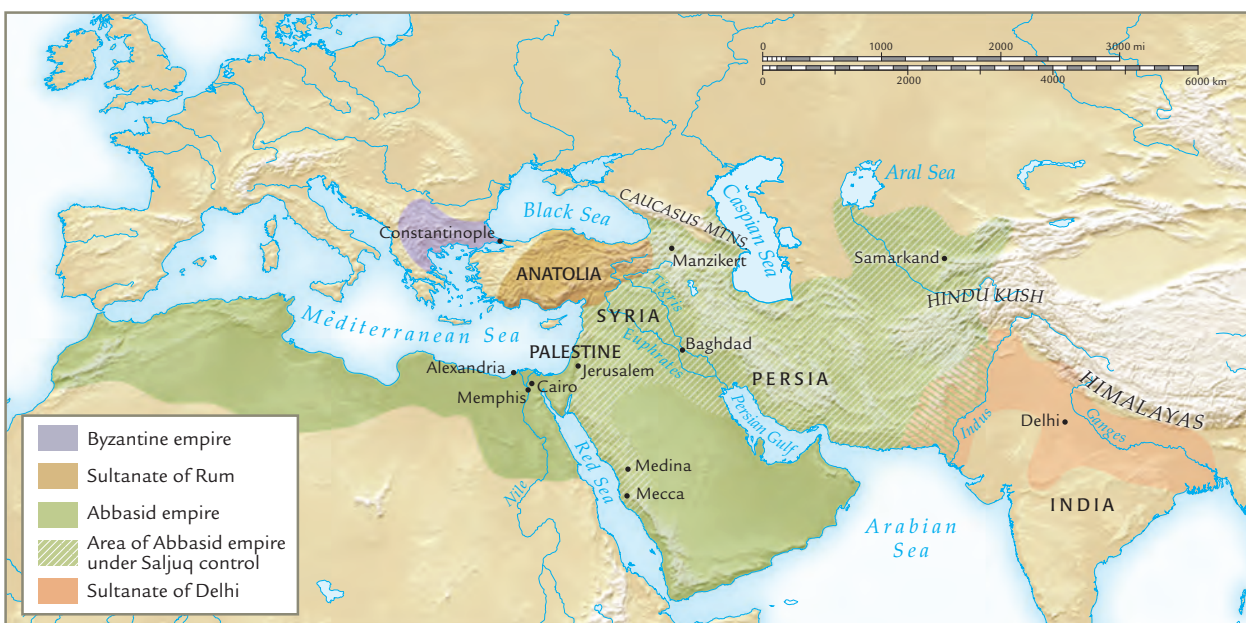 0 1000 2000 3000 mi
0 2000 4000 6000 km
Aral Sea
CAUCASUS MTNS
Caspian Sea
Black Sea
Constantinople
Manzikert
Samarkand
ANATOLIA
Tigris
HINDU KUSH
Mediterranean Sea
SYRIA
Euphrates
Baghdad
PALESTINE
Alexandria
Jerusalem
PERSIA
Cairo
Memphis
HIMALAYAS
Persian Gulf
Indus
Delhi
Ganges
Red Sea
Medina
Nile
Mecca
INDIA
Arabian
Sea
Byzantine empire
Sultanate of Rum
Abbasid empire
Area of Abbasid empire
under Saljuq control
Sultanate of Delhi